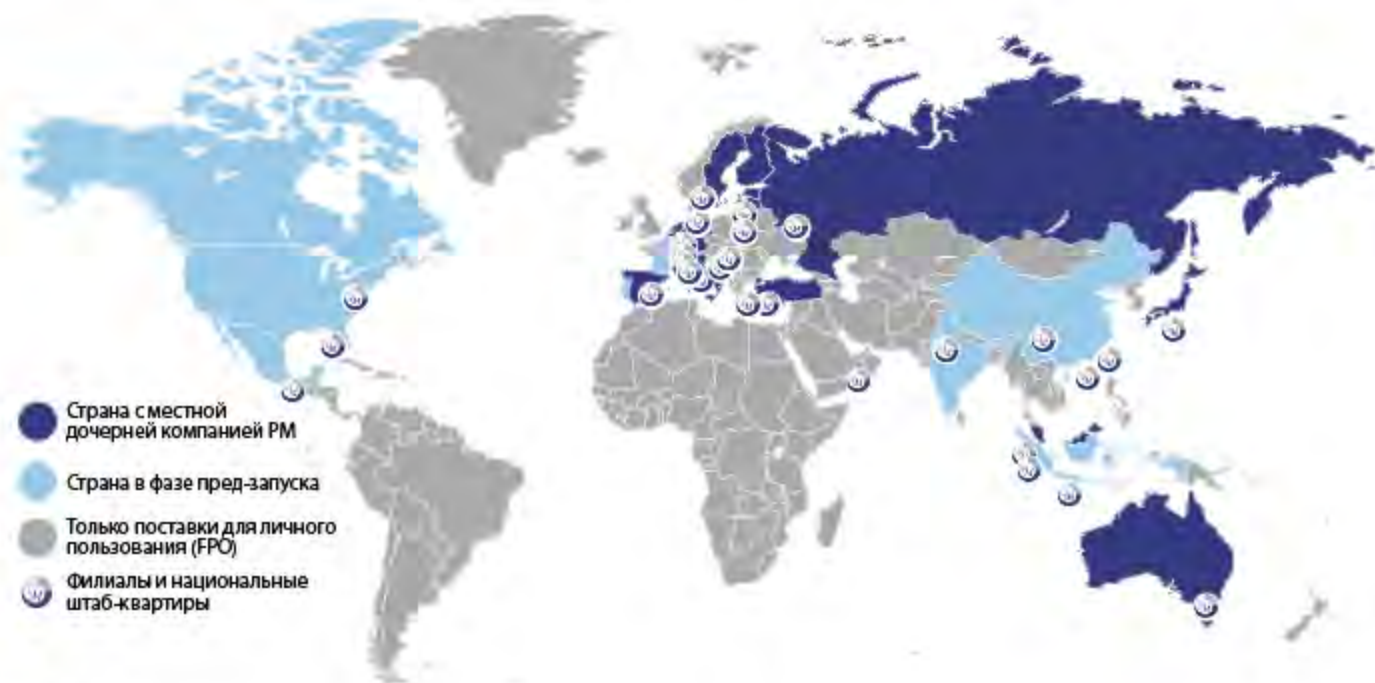 Страна с местной
дочерней компанией PM
Страна в фазе пред-запуска
Только поставки для личного
пользования (FPO)
Филиалы и национальные
штаб-квартиры